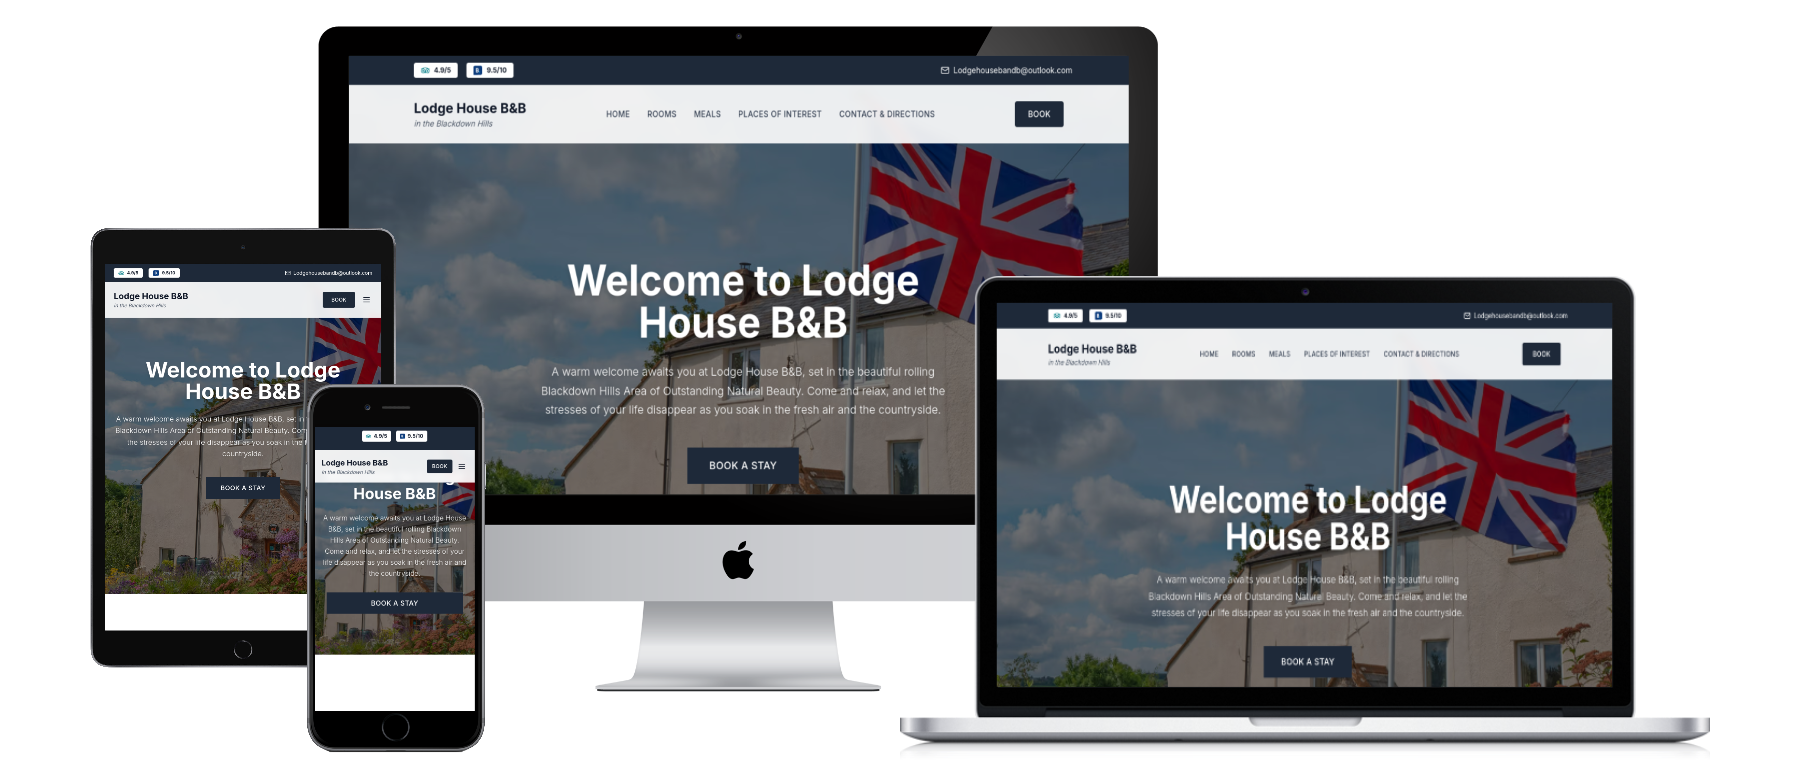 4.9/5 9.5/10 Lodgehousebandb@outlook.com
Lodge House B&B
in the Blackdown Hills
HOME ROOMS MEALS PLACES OF INTEREST CONTACT & DIRECTIONS BOOK
Welcome to Lodge
House B&B
A warm welcome awaits you at Lodge House B&B, set in the beautiful rolling
Blackdown Hills Area of Outstanding Natural Beauty. Come and relax, and let the
stresses of your life disappear as you soak in the fresh air and the countryside.
BOOK A STAY
4.9/5 9.5/10 Lodgehousebandb@outlook.com
Lodge House B&B
in the Blackdown Hills
BOOK
Welcome to Lodge
House B&B
A warm welcome awaits you at Lodge House B&B, set in
Blackdown Hills Area of Outstanding Natural Beauty. Com
the stresses of your life disappear as you soak in the f
countryside.
BOOK A STAY
4.9/5 9.5/10
Lodge House B&B
in the Blackdown Hills
BOOK
House B&B
A warm welcome awaits you at Lodge House
B&B, set in the beautiful rolling Blackdown
Hills Area of Outstanding Natural Beauty.
Come and relax, and let the stresses of your
life disappear as you soak in the fresh air and
the countryside.
BOOK A STAY
4.9/5 9.5/10 Lodgehousebandb@outlook.com
Lodge House B&B
in the Blackdown Hills
HOME ROOMS MEALS PLACES OF INTEREST CONTACT & DIRECTIONS BOOK
Welcome to Lodge
House B&B
A warm welcome awaits you at Lodge House B&B, set in the beautiful rolling
Blackdown Hills Area of Outstanding Natural Beauty. Come and relax, and let the
stresses of your life disappear as you soak in the fresh air and the countryside.
BOOK A STAY